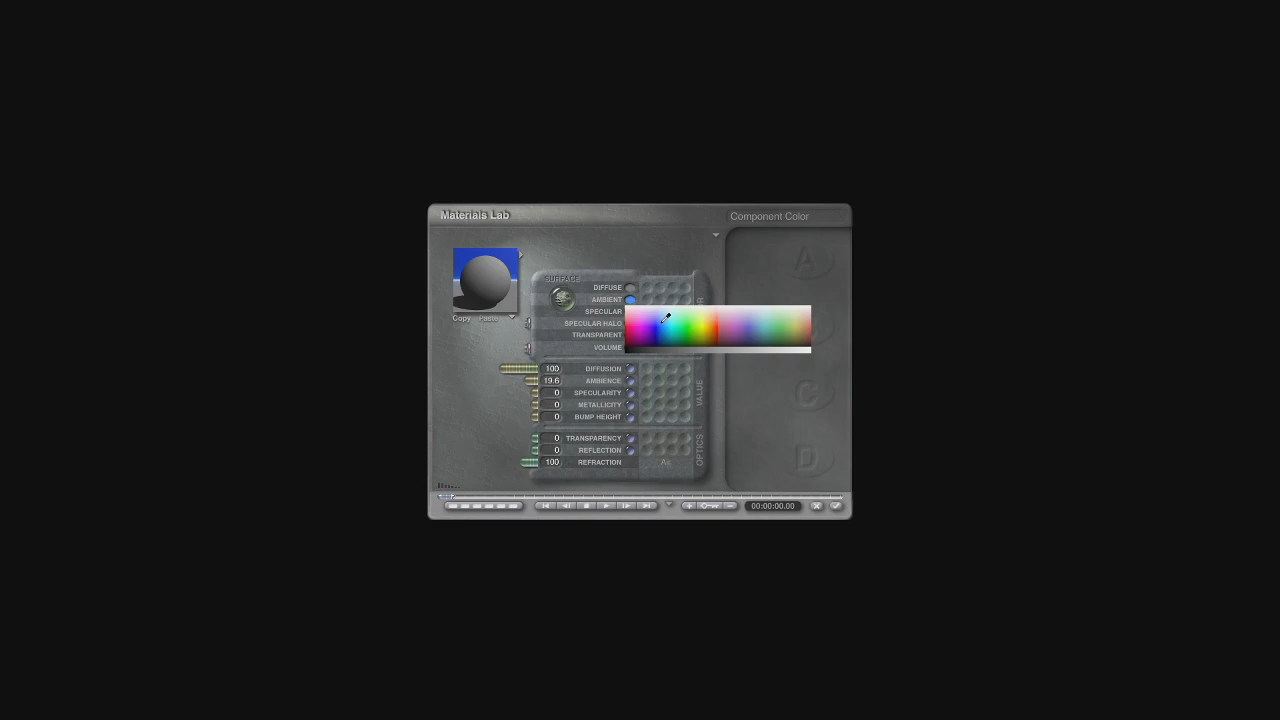 Materials Lab
Component Color
A
SURFACE
DIFFUSE
AMBIENT
SPECULAR
Copy Paste
SPECULAR HALO
TRANSPARENT
VOLUME
100 DIFFUSION
19.6 AMBIENCE
0 SPECULARITY
0 METALLICITY
0 BUMP HEIGHT
VALUE
C
0 TRANSPARENCY
0 REFLECTION
100 REFRACTION Air
OPTICS
D
00:00:00.00